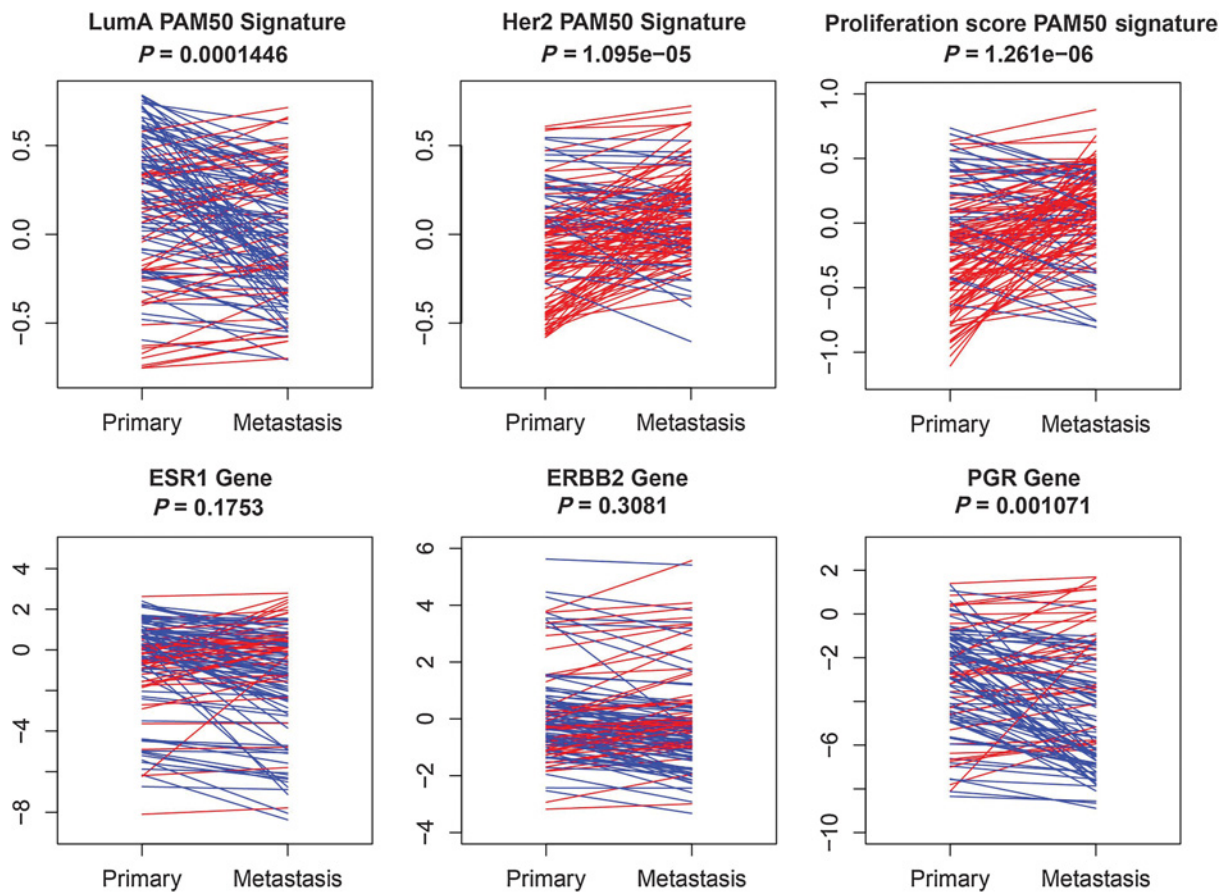 LumA PAM50 Signature
P = 0.0001446
0.5
0.0
−0.5
Primary Metastasis
Her2 PAM50 Signature
P = 1.095e−05
0.5
0.0
−0.5
Primary Metastasis
Proliferation score PAM50 signature
P = 1.261e−06
1.0
0.5
0.0
−0.5
−1.0
Primary Metastasis
ESR1 Gene
P = 0.1753
4
2
0
−4
−8
Primary Metastasis
ERBB2 Gene
P = 0.3081
6
4
2
0
−2
−4
Primary Metastasis
PGR Gene
P = 0.001071
2
0
−2
−6
−10
Primary Metastasis